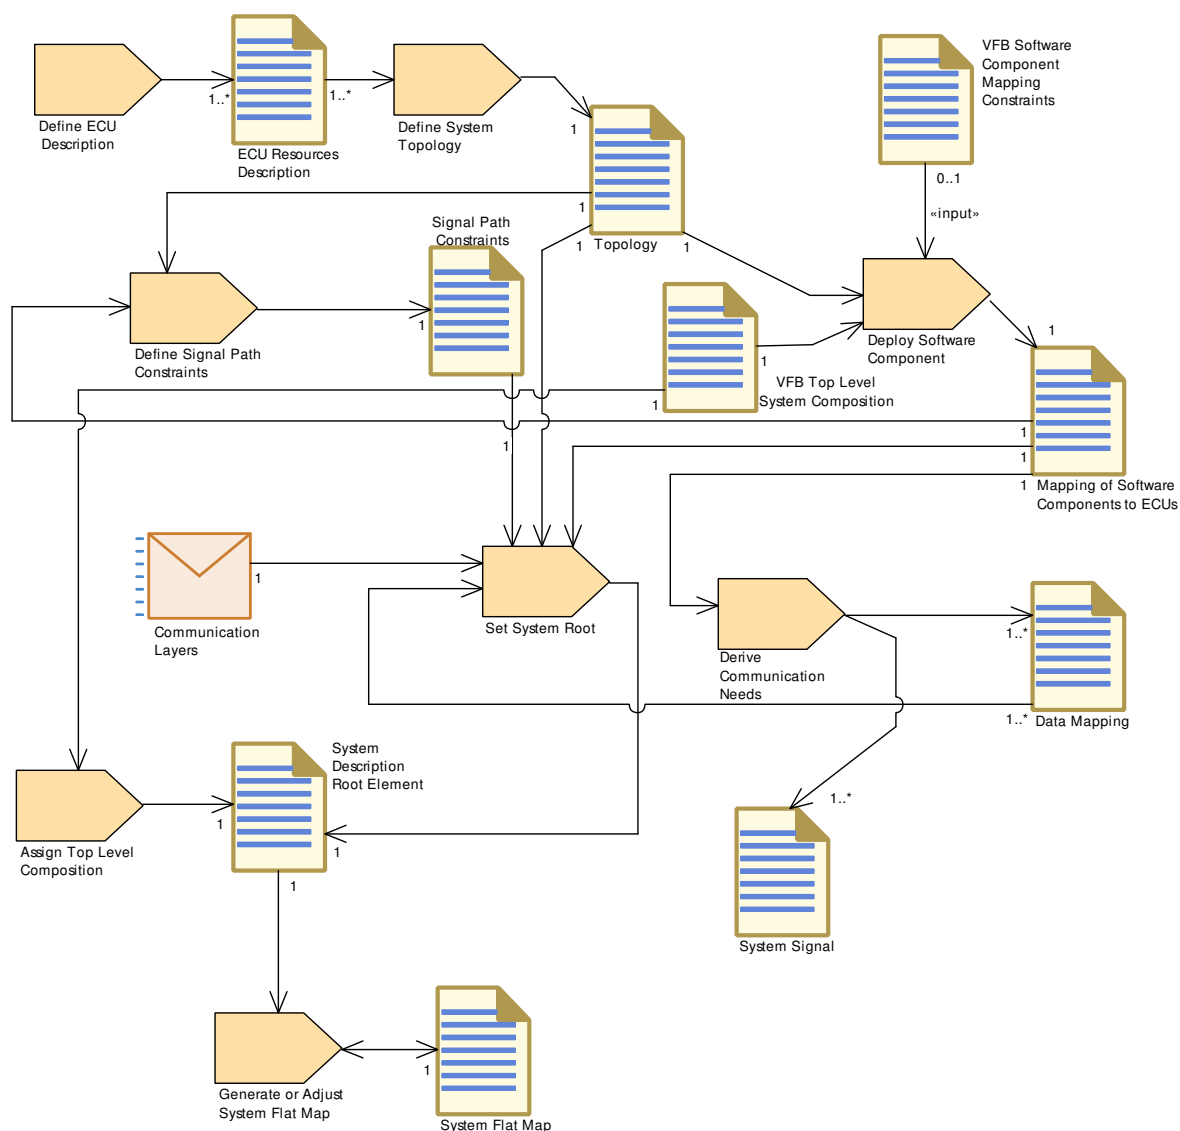 VFB Software
Component
Mapping
Constraints
1..*
1..*
Define ECU
Description
Define System
Topology
1
ECU Resources
Description
0..1
«input»
1
Signal Path
Constraints
1
Topology
1
1
Define Signal Path
Constraints
Deploy Software
Component
1
1
VFB Top Level
System Composition
1
1
1
1
1
Mapping of Software
Components to ECUs
1
Communication
Layers
Set System Root
1..*
Derive
Communication
Needs
1..*
Data Mapping
System
Description
Root Element
1..*
1
1
Assign Top Level
Composition
1
System Signal
1
Generate or Adjust
System Flat Map
System Flat Map